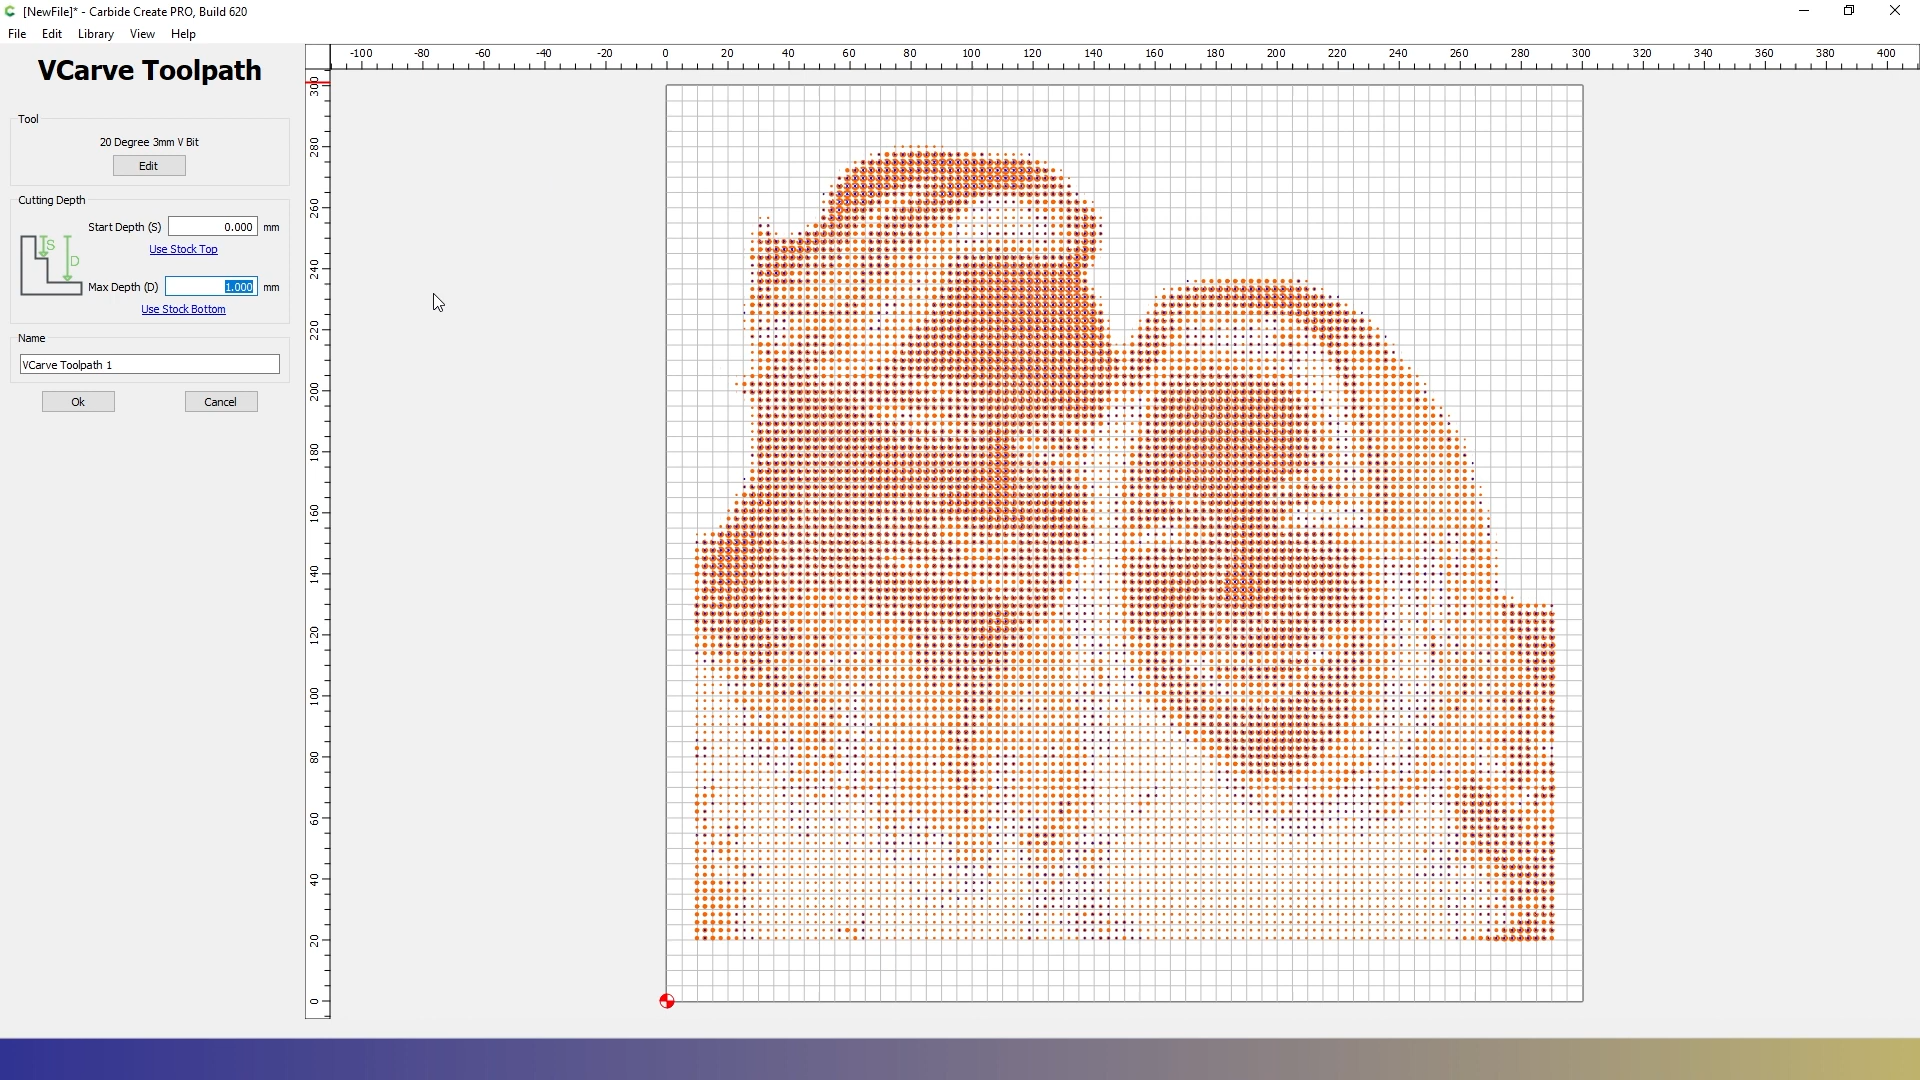 [NewFile]* - Carbide Create PRO, Build 620
File Edit Library View Help
VCarve Toolpath
Tool
20 Degree 3mm V Bit
Edit
Cutting Depth
Start Depth (S) 0.000 mm
Use Stock Top
S
D
Max Depth (D) 1.000 mm
Use Stock Bottom
Name
VCarve Toolpath 1
Ok Cancel
-100 -80 -60 -40 -20 0 20 40 60 80 100 120 140 160 180 200 220 240 260 280 300 320 340 360 380 400
300
280
260
240
220
200
180
160
140
120
100
80
60
40
20
0